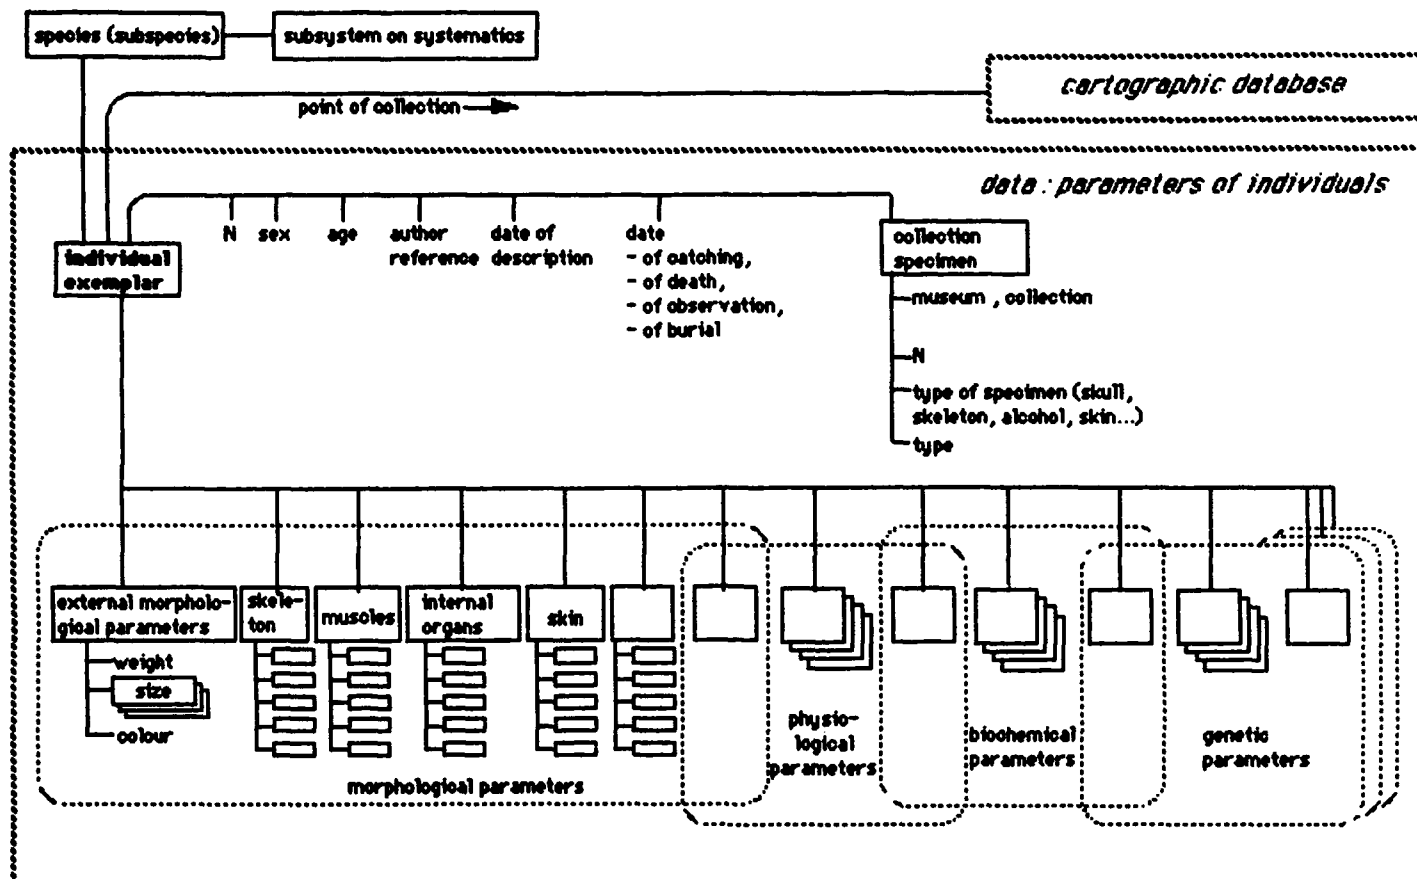 species (subspecies)
subsystem on systematics
cartographic database
point of collection
data : parameters of individuals
individual
exemplar
N
sex
age
author
reference
date of
description
date
- of catching,
- of death,
- of observation,
- of burial
collection
specimen
museum , collection
N
type of specimen (skull,
skeleton, alcohol, skin...)
type
external morpholo-
gical parameters
skele-
ton
muscles
internal
organs
skin
weight
size
colour
morphological parameters
physio-
logical
parameters
biochemical
parameters
genetic
parameters